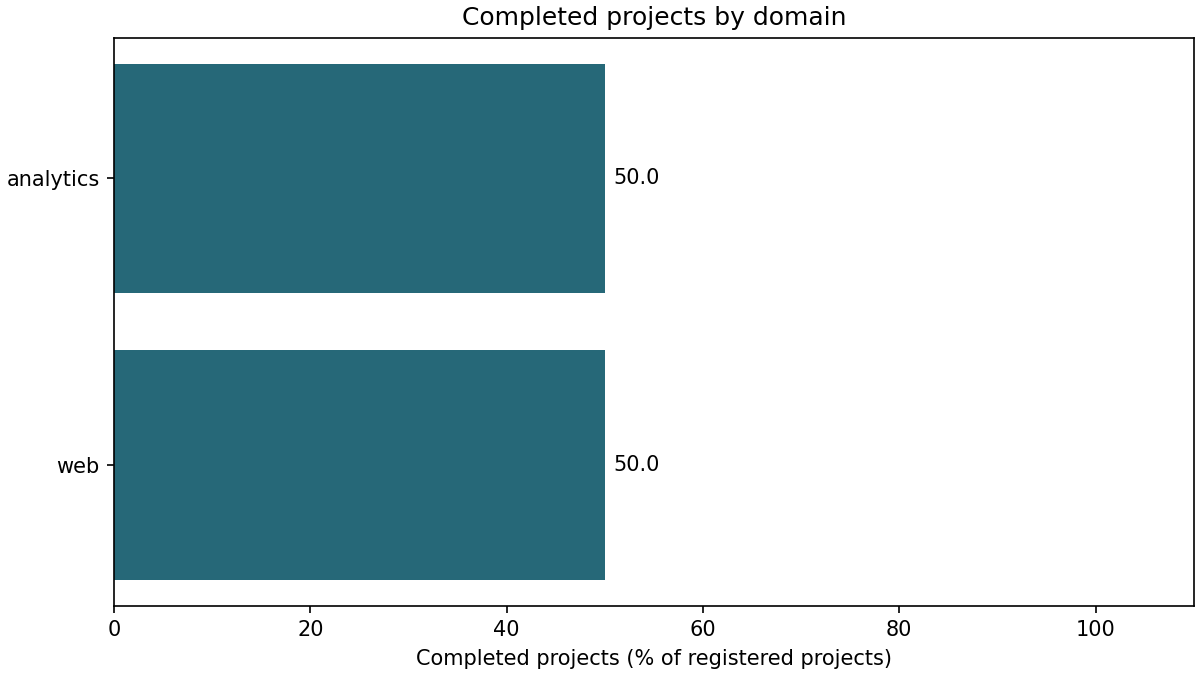 Completed projects by domain
analytics
50.0
web
50.0
0 20 40 60 80 100
Completed projects (% of registered projects)